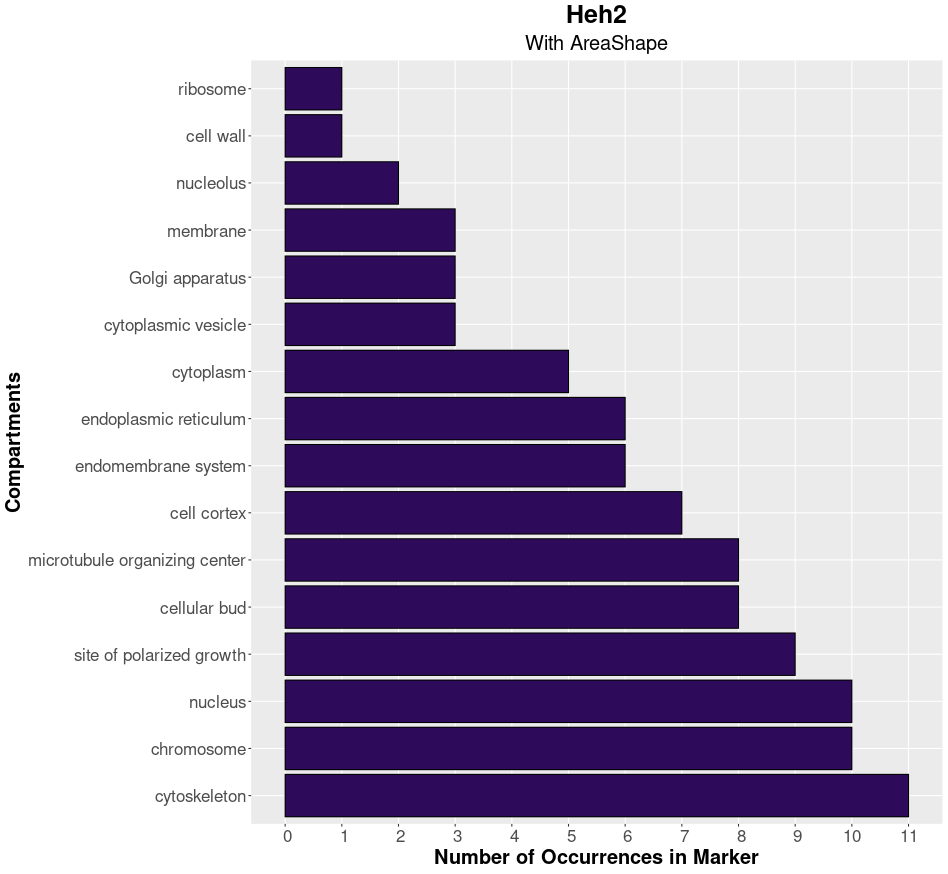 Heh2
With AreaShape
Compartments
ribosome
cell wall
nucleolus
membrane
Golgi apparatus
cytoplasmic vesicle
cytoplasm
endoplasmic reticulum
endomembrane system
cell cortex
microtubule organizing center
cellular bud
site of polarized growth
nucleus
chromosome
cytoskeleton
0 1 2 3 4 5 6 7 8 9 10 11
Number of Occurrences in Marker